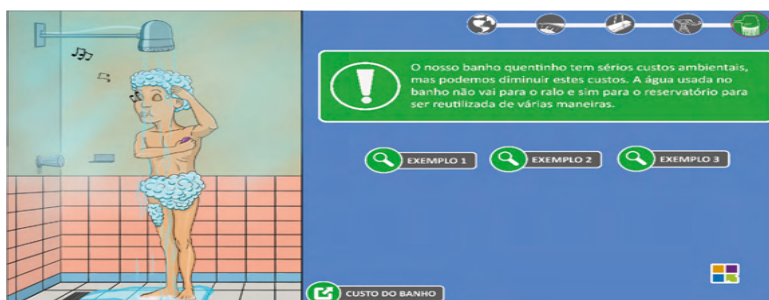 O nosso banho quentinho tem sérios custos ambientais,
mas podemos diminuir estes custos. A água usada no
banho não vai para o ralo e sim para o reservatório para
ser reutilizada de várias maneiras.
EXEMPLO 1
EXEMPLO 2
EXEMPLO 3
CUSTO DO BANHO